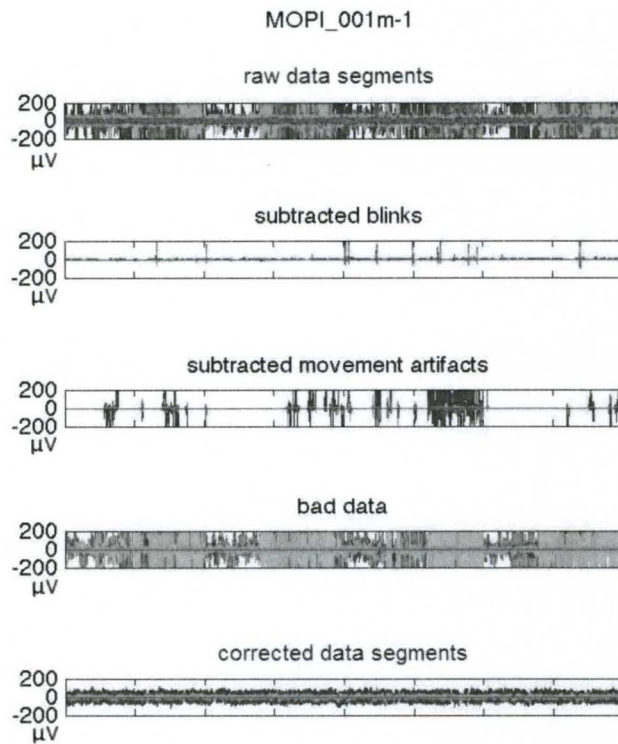 MOPI_001m-1
raw data segments
200
0
-200
µV
subtracted blinks
200
0
-200
µV
subtracted movement artifacts
200
0
-200
µV
bad data
200
0
-200
µV
corrected data segments
200
0
-200
µV